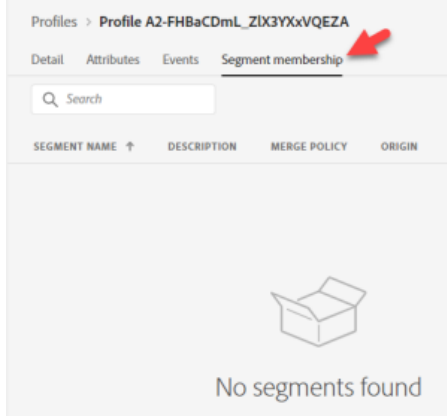 Profiles > Profile A2-FHBaCDmL_ZlX3YXxVQEZA
Detail Attributes Events Segment membership
Search
SEGMENT NAME ↑ DESCRIPTION MERGE POLICY ORIGIN
No segments found